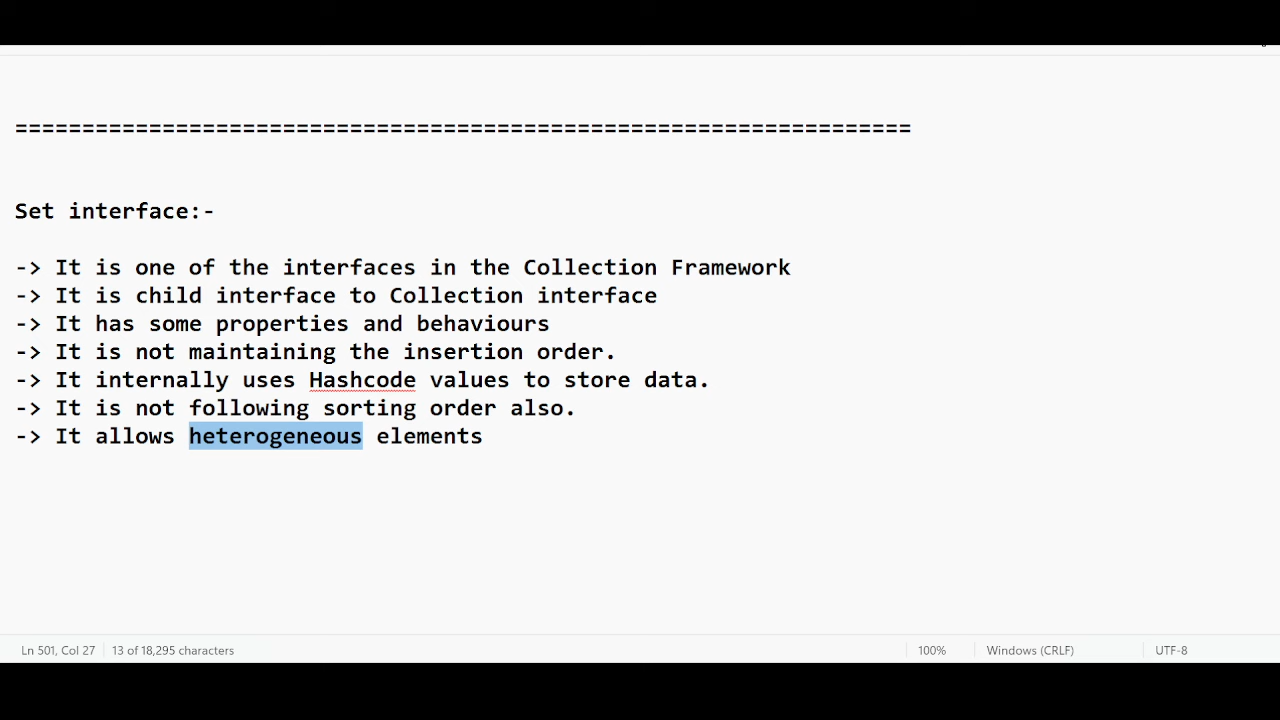 ===================================================================
Set interface:-
-> It is one of the interfaces in the Collection Framework
-> It is child interface to Collection interface
-> It has some properties and behaviours
-> It is not maintaining the insertion order.
-> It internally uses Hashcode values to store data.
-> It is not following sorting order also.
-> It allows heterogeneous elements
Ln 501, Col 27 13 of 18,295 characters 100% Windows (CRLF) UTF-8